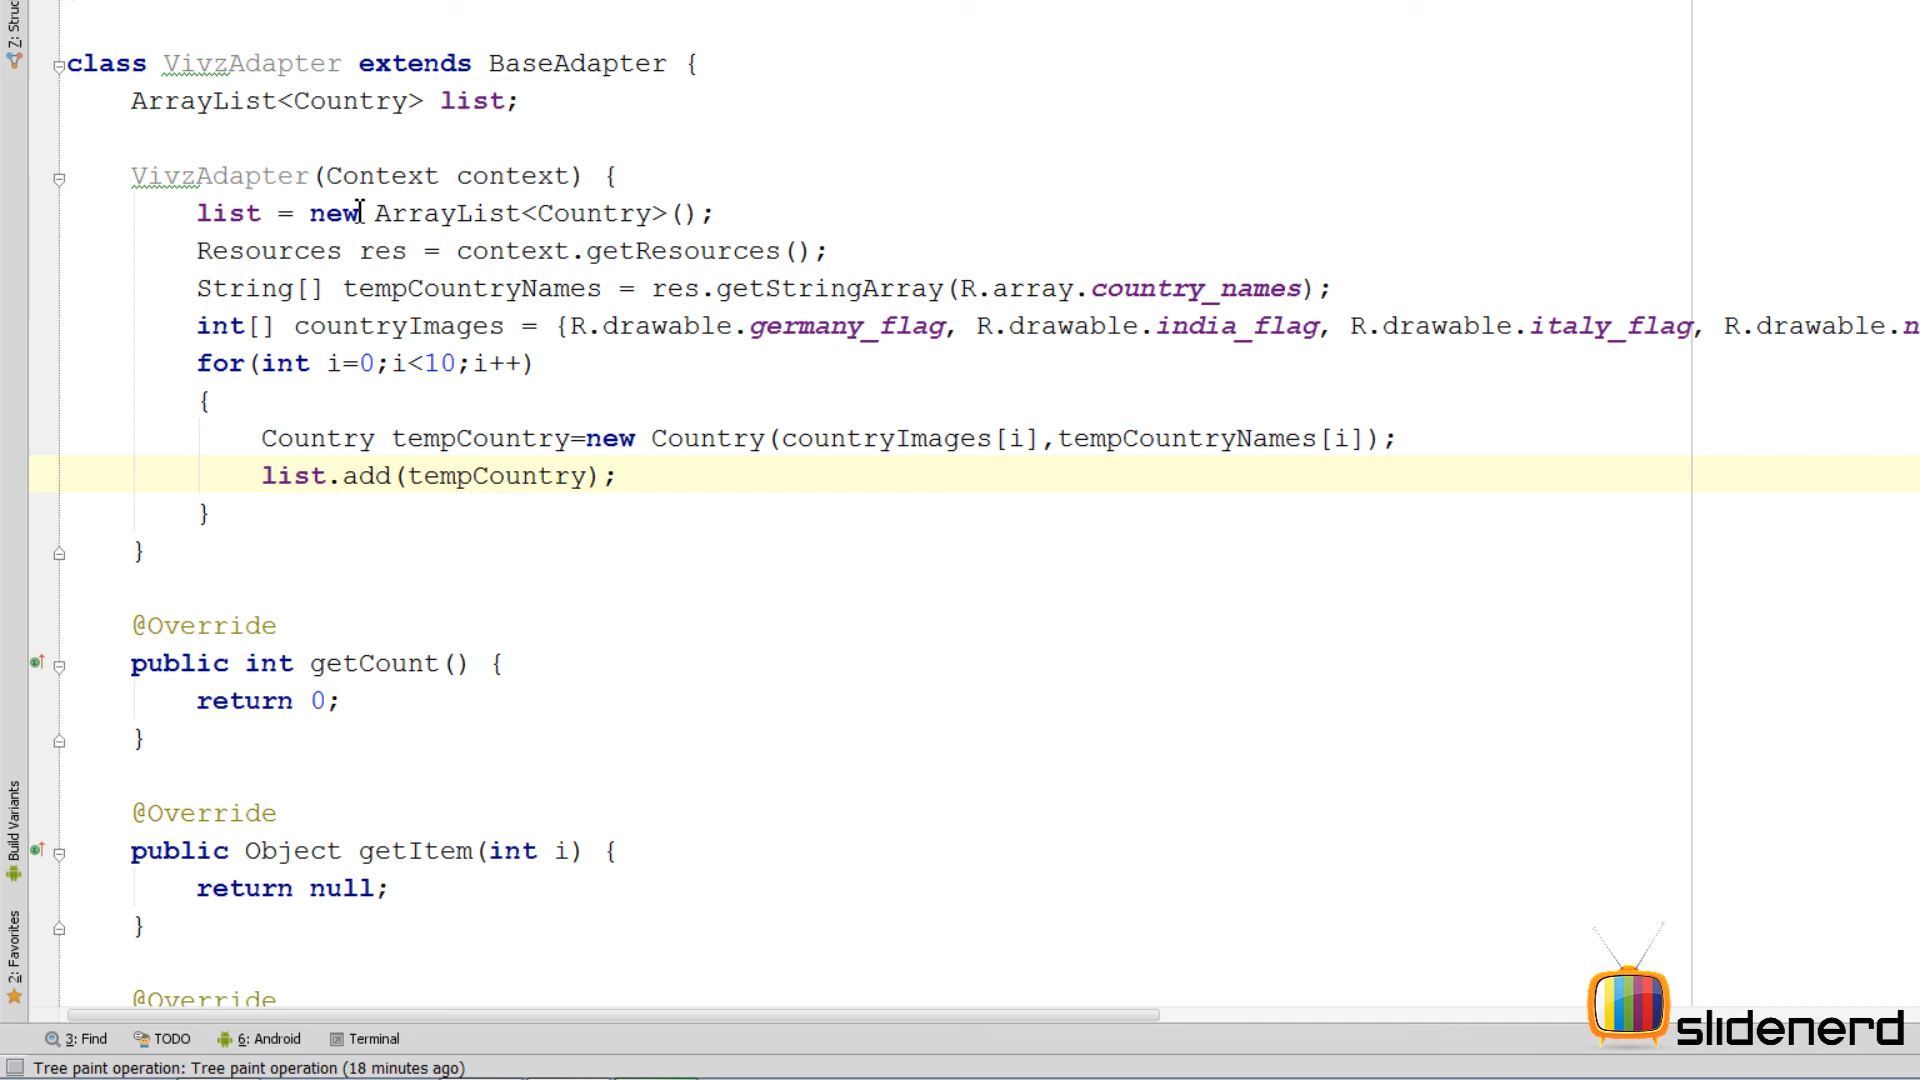 Z: Struc
class VivzAdapter extends BaseAdapter {
ArrayList<Country> list;
VivzAdapter(Context context) {
list = new ArrayList<Country>();
Resources res = context.getResources();
String[] tempCountryNames = res.getStringArray(R.array.country_names);
int[] countryImages = {R.drawable.germany_flag, R.drawable.india_flag, R.drawable.italy_flag, R.drawable.n
for(int i=0;i<10;i++)
{
Country tempCountry=new Country(countryImages[i],tempCountryNames[i]);
list.add(tempCountry);
}
}
@Override
public int getCount() {
return 0;
}
@Override
public Object getItem(int i) {
return null;
}
@Override
Build Variants
2: Favorites
slidenerd
3: Find TODO 6: Android Terminal
Tree paint operation: Tree paint operation (18 minutes ago)